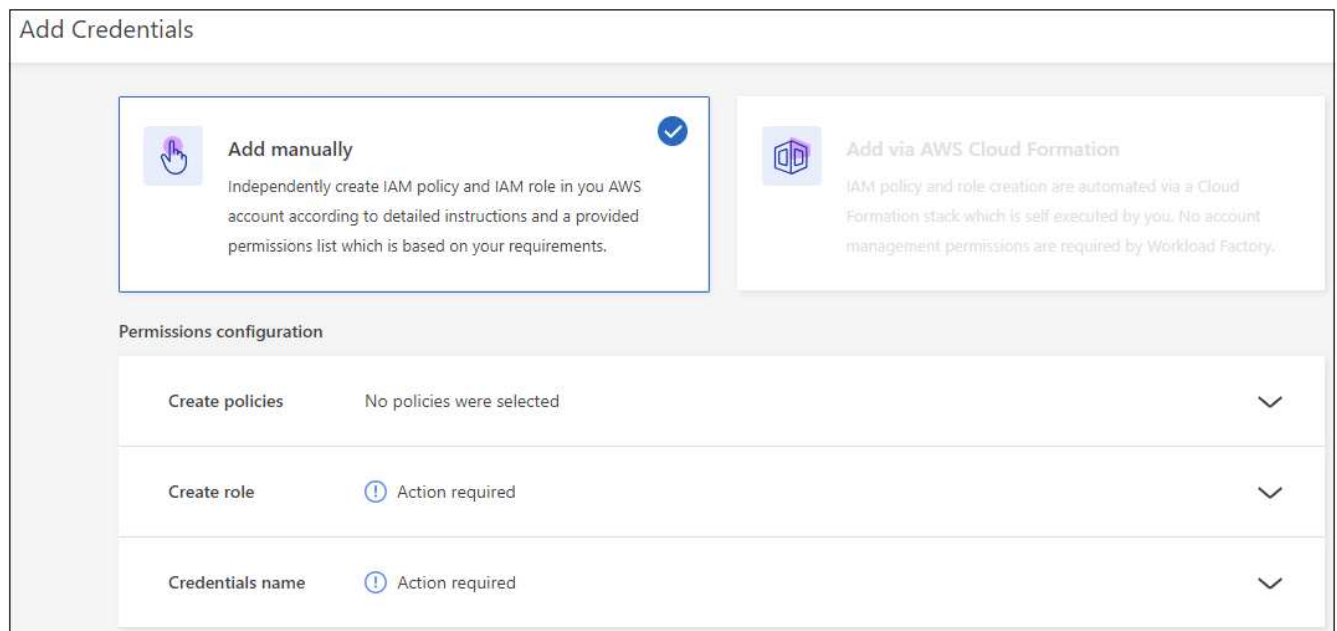 Add Credentials
Add manually
Independently create IAM policy and IAM role in you AWS
account according to detailed instructions and a provided
permissions list which is based on your requirements.
Add via AWS Cloud Formation
IAM policy and role creation are automated via a Cloud
Formation stack which is self executed by you. No account
management permissions are required by Workload Factory.
Permissions configuration
Create policies No policies were selected
Create role Action required
Credentials name Action required